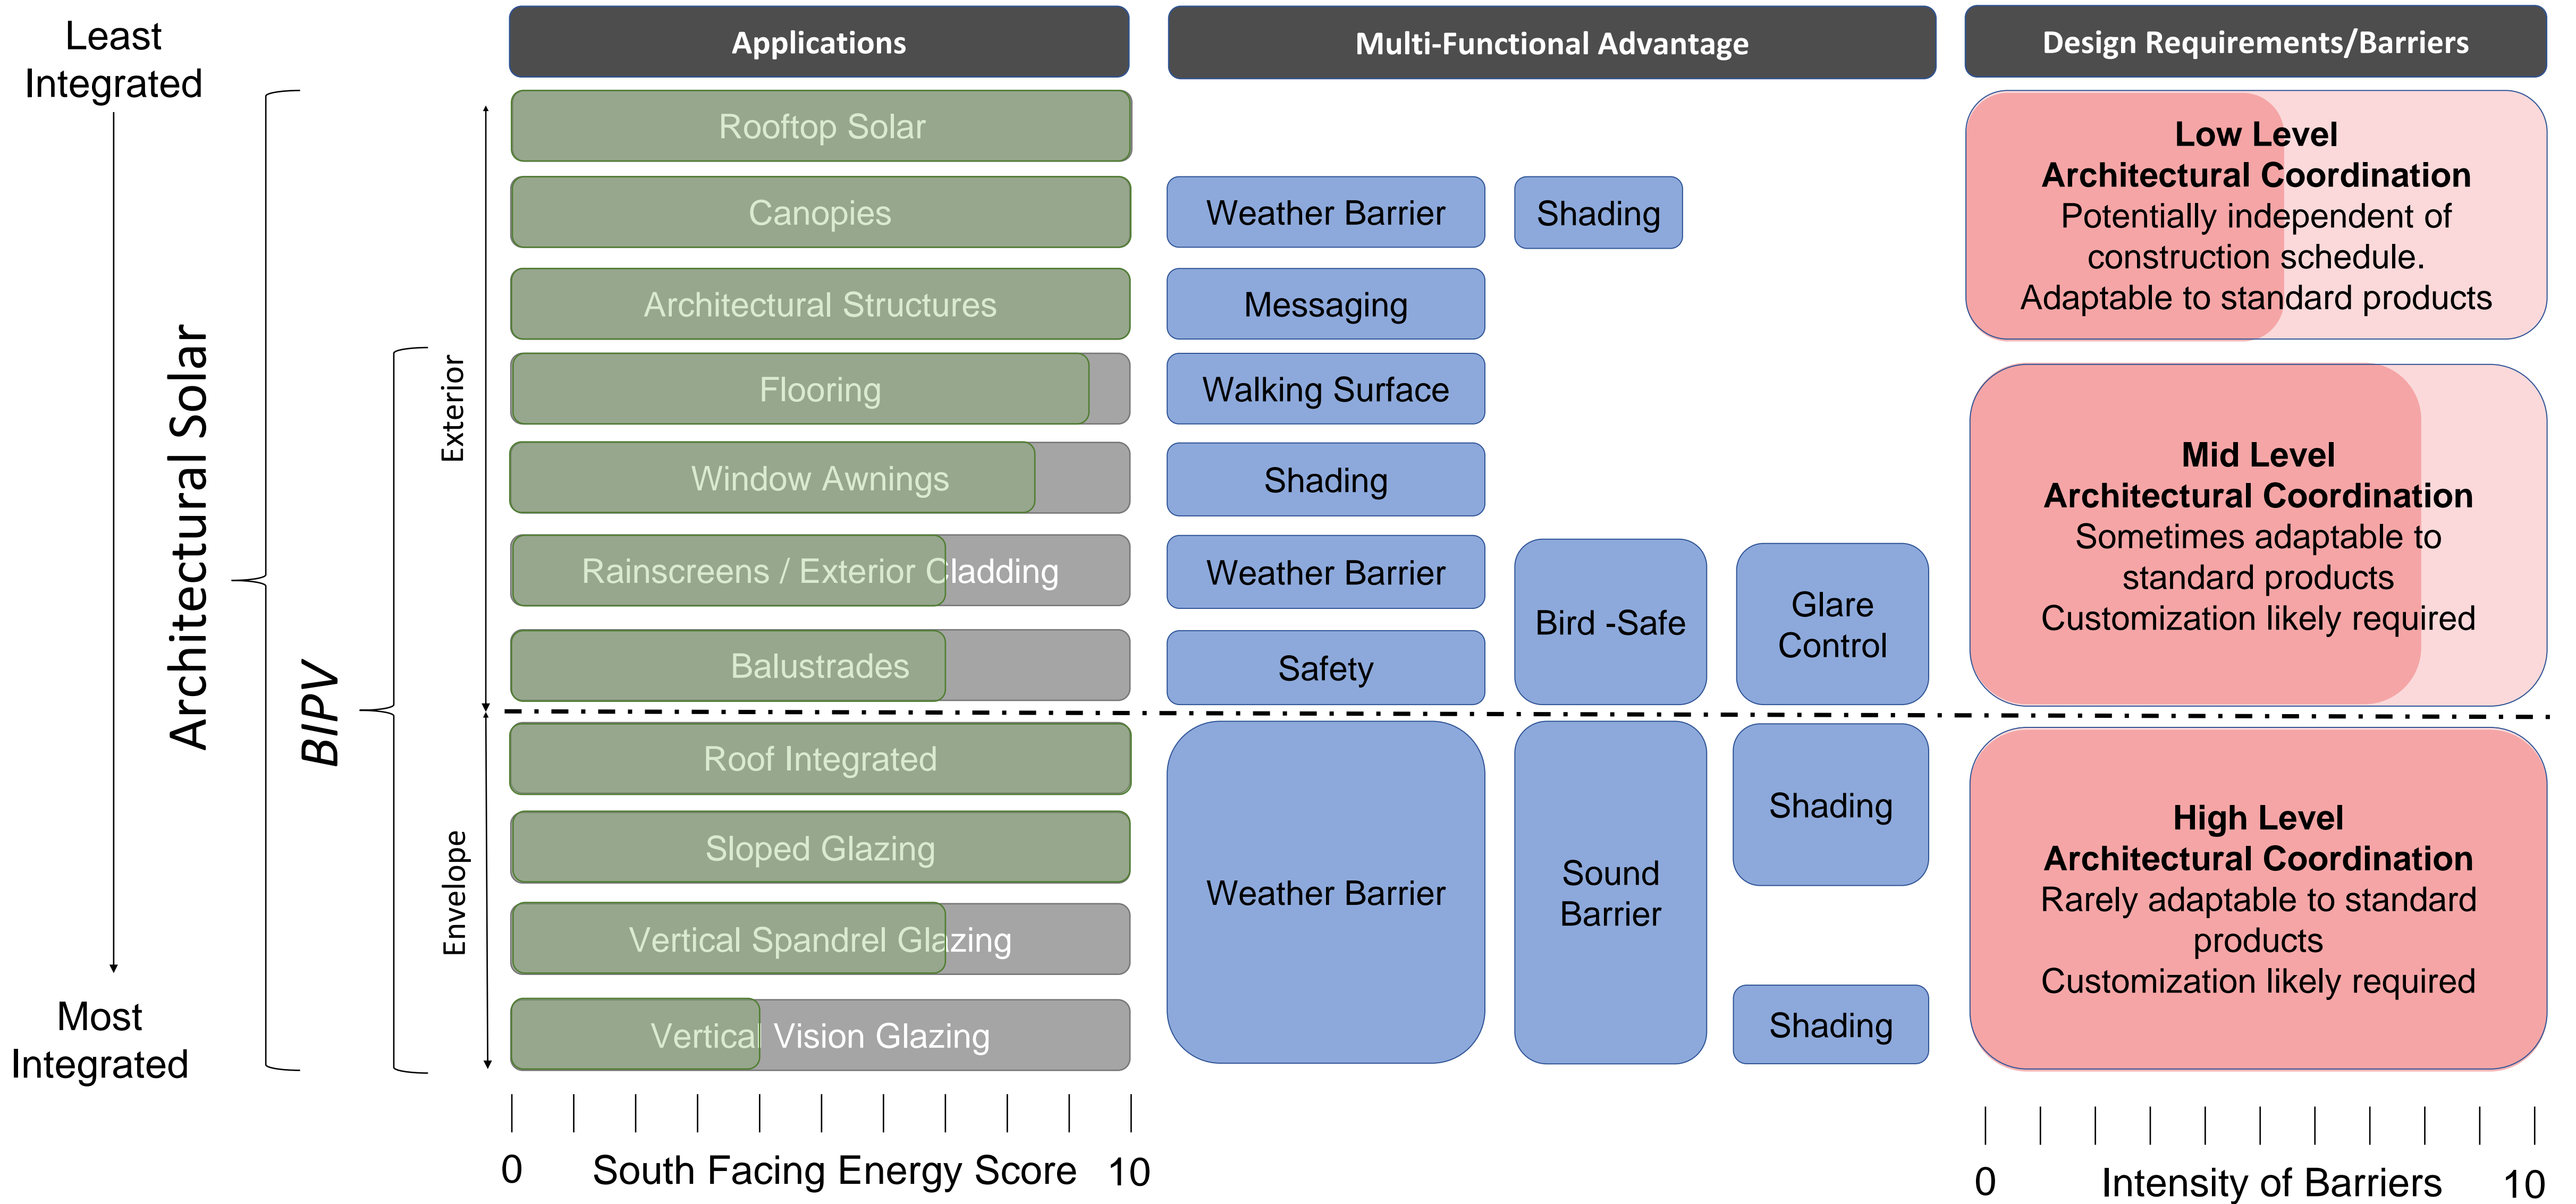 Least
Integrated
Most
Integrated
Architectural Solar
BIPV
Exterior
Envelope
Applications
Rooftop Solar
Canopies
Architectural Structures
Flooring
Window Awnings
Rainscreens / Exterior Cladding
Balustrades
Roof Integrated
Sloped Glazing
Vertical Spandrel Glazing
Vertical Vision Glazing
0 South Facing Energy Score 10
Multi-Functional Advantage
Weather Barrier
Shading
Messaging
Walking Surface
Shading
Weather Barrier
Safety
Bird -Safe
Glare
Control
Weather Barrier
Sound
Barrier
Shading
Shading
Design Requirements/Barriers
Low Level
Architectural Coordination
Potentially independent of
construction schedule.
Adaptable to standard products
Mid Level
Architectural Coordination
Sometimes adaptable to
standard products
Customization likely required
High Level
Architectural Coordination
Rarely adaptable to standard
products
Customization likely required
0 Intensity of Barriers 10